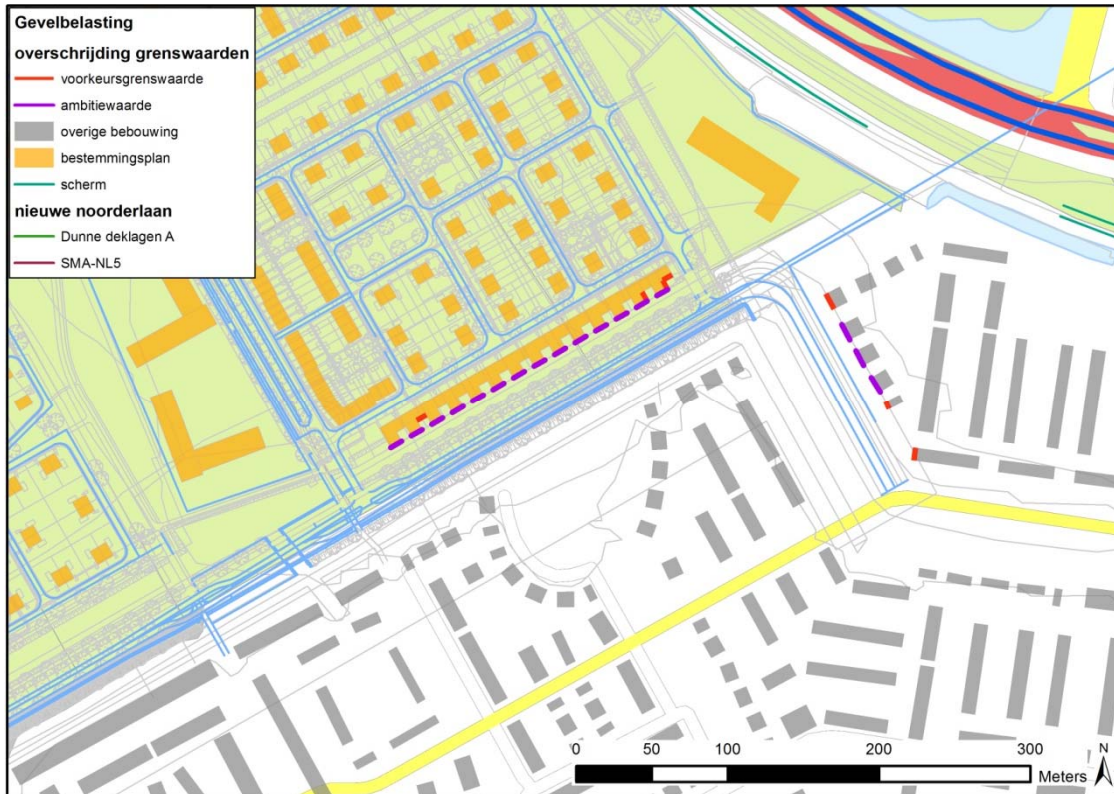 Gevelbelasting
overschrijding grenswaarden
voorkeursgrenswaarde
ambitiewaarde
overige bebouwing
bestemmingsplan
scherm
nieuwe noorderlaan
Dunne deklagen A
SMA-NL5
0 50 100 200 300
Meters
N